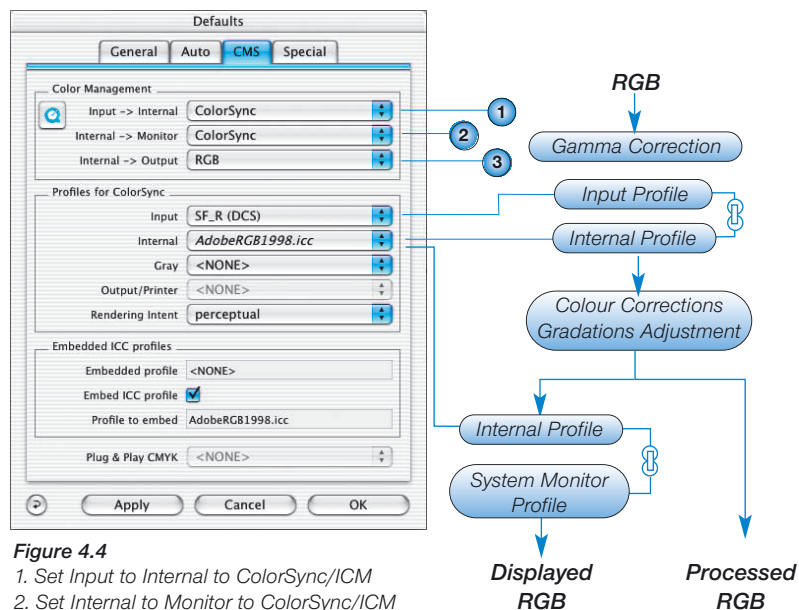 Defaults
General Auto CMS Special
Color Management
Input -> Internal ColorSync
Internal -> Monitor ColorSync
Internal -> Output RGB
Profiles for ColorSync
Input SF_R (DCS)
Internal AdobeRGB1998.icc
Gray <NONE>
Output/Printer <NONE>
Rendering Intent perceptual
Embedded ICC profiles
Embedded profile <NONE>
Embed ICC profile
Profile to embed AdobeRGB1998.icc
Plug & Play CMYK <NONE>
Apply Cancel OK
1
2
3
RGB
Gamma Correction
Input Profile
Internal Profile
Colour Corrections
Gradations Adjustment
Internal Profile
System Monitor
Profile
Displayed
RGB
Processed
RGB
Figure 4.4
1. Set Input to Internal to ColorSync/ICM
2. Set Internal to Monitor to ColorSync/ICM